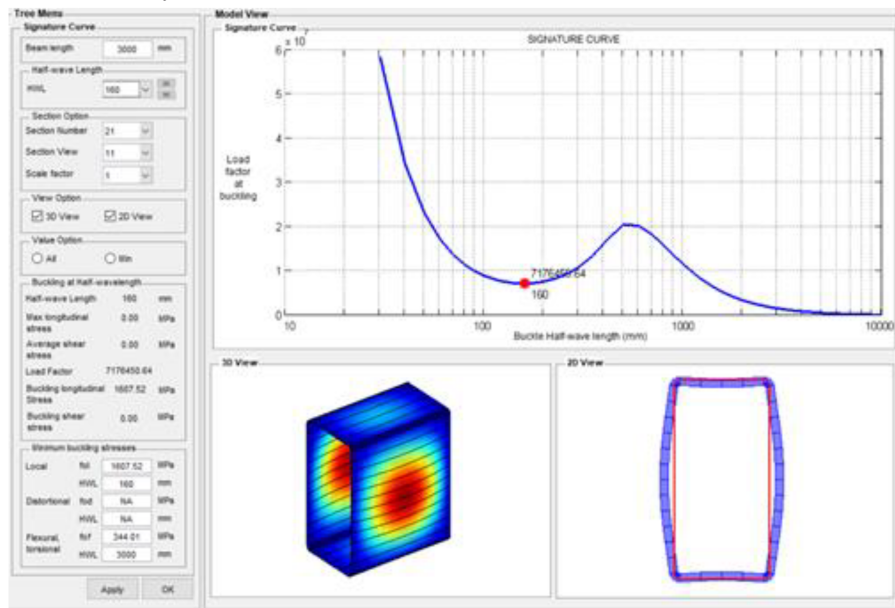 Tree Menu
Signature Curve
Beam length 3000 mm
Half-wave Length
HWL 160
Section Option
Section Number 21
Section View 11
Scale factor 1
View Option
3D View 2D View
Value Option
All Min
Buckling at Half-wavelength
Half-wave Length 160 mm
Max longitudinal 0.00 MPa
stress
Average shear 0.00 MPa
stress
Load Factor 7176450.64
Buckling longitudinal 1607.52 MPa
Stress
Buckling shear 0.00 MPa
stress
Minimum buckling stresses
Local fol 1607.52 MPa
HWL 160 mm
Distortional fod NA MPa
HWL NA mm
Flexural, 344.01 MPa
torsional HWL 3000 mm
Apply OK
Model View
Signature Curve
SIGNATURE CURVE
x 10
7
6
5
4
3
2
1
0
Load
factor
at
buckling
7176450.64
160
10 100 1000 10000
Buckle Half-wave length (mm)
3D View
2D View